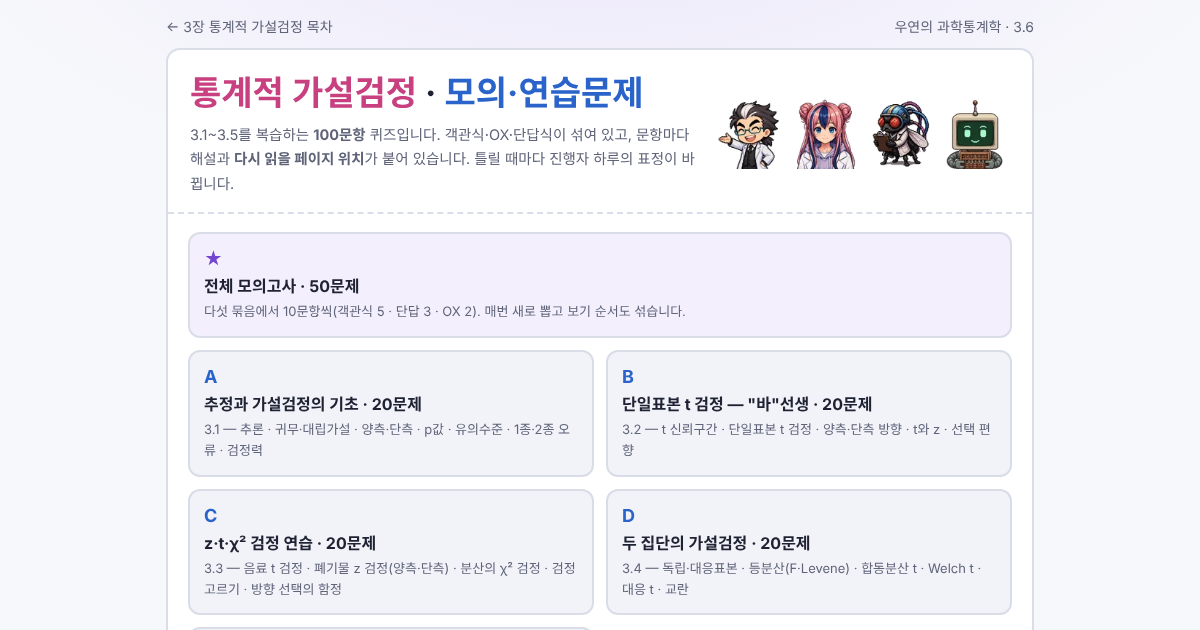 ← 3장 통계적 가설검정 목차
우연의 과학통계학 · 3.6
통계적 가설검정 · 모의·연습문제
3.1~3.5를 복습하는 100문항 퀴즈입니다. 객관식·OX·단답식이 섞여 있고, 문항마다
해설과 다시 읽을 페이지 위치가 붙어 있습니다. 틀릴 때마다 진행자 하루의 표정이 바
뀝니다.
★
전체 모의고사 · 50문제
다섯 묶음에서 10문항씩(객관식 5 · 단답 3 · OX 2). 매번 새로 뽑고 보기 순서도 섞습니다.
A
추정과 가설검정의 기초 · 20문제
3.1 — 추론 · 귀무·대립가설 · 양측·단측 · p값 · 유의수준 · 1종·2종 오
류 · 검정력
B
단일표본 t 검정 — "바"선생 · 20문제
3.2 — t 신뢰구간 · 단일표본 t 검정 · 양측·단측 방향 · t와 z · 선택 편
향
C
z·t·χ² 검정 연습 · 20문제
3.3 — 음료 t 검정 · 폐기물 z 검정(양측·단측) · 분산의 χ² 검정 · 검정
고르기 · 방향 선택의 함정
D
두 집단의 가설검정 · 20문제
3.4 — 독립·대응표본 · 등분산(F·Levene) · 합동분산 t · Welch t ·
대응 t · 교란